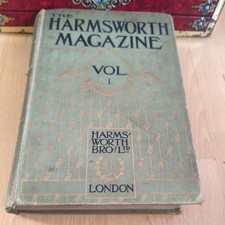 THE
HARMSWORTH
MAGAZINE
VOL
I
HARMS-
WORTH
BROS LTD
LONDON